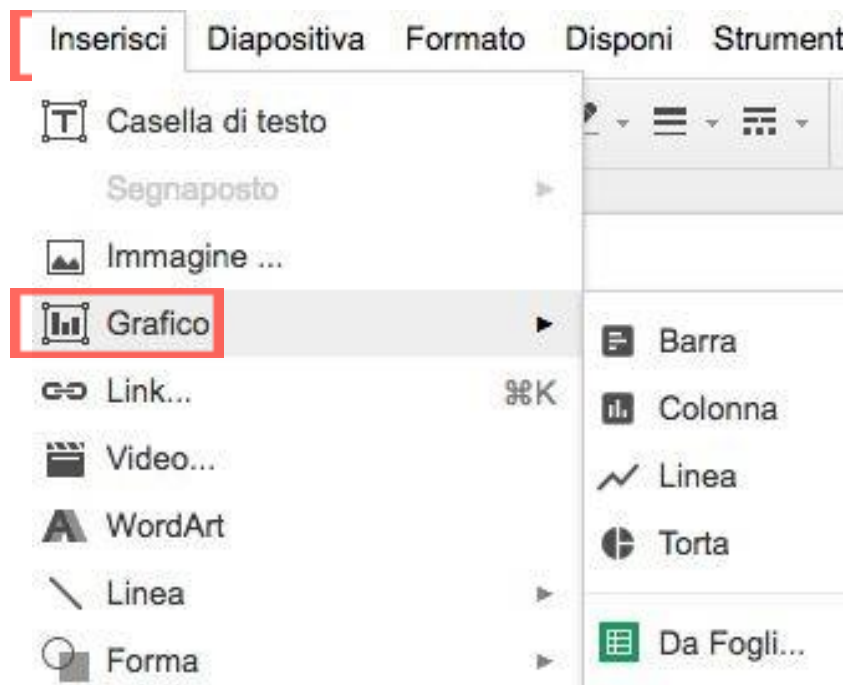 Inserisci Diapositiva Formato Disponi Strument
Casella di testo
Segnaposto
Immagine ...
Grafico
Link... ⌘K
Video...
WordArt
Linea
Forma
Barra
Colonna
Linea
Torta
Da Fogli...